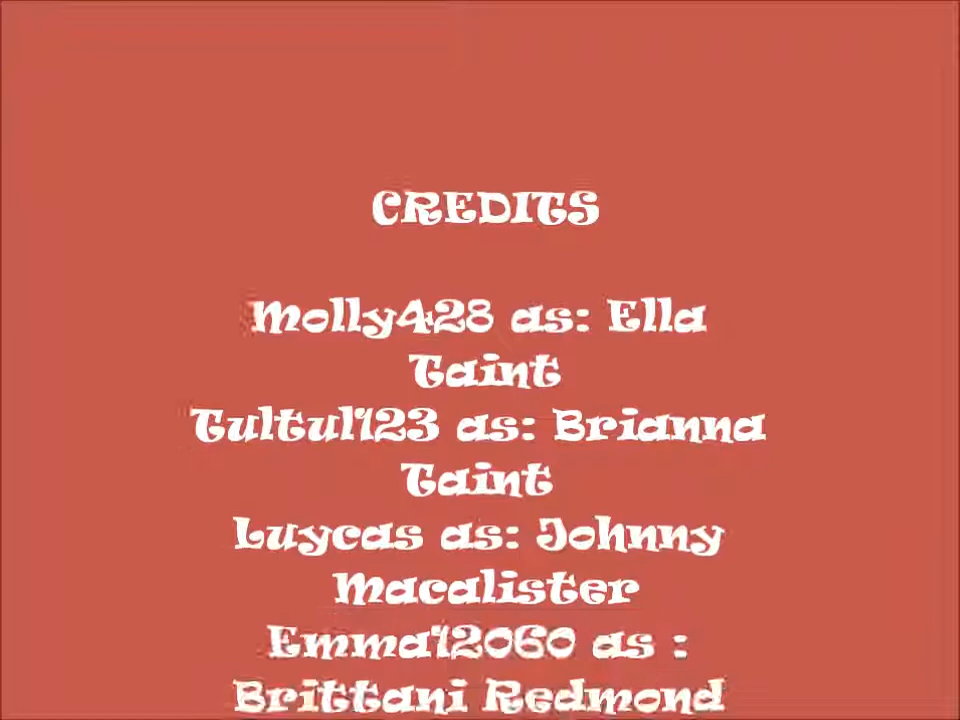 CREDITS
Molly428 as: Ella
Taint
Tultul123 as: Brianna
Taint
Luycas as: Johnny
Macalister
Emma12060 as :
Brittani Redmond